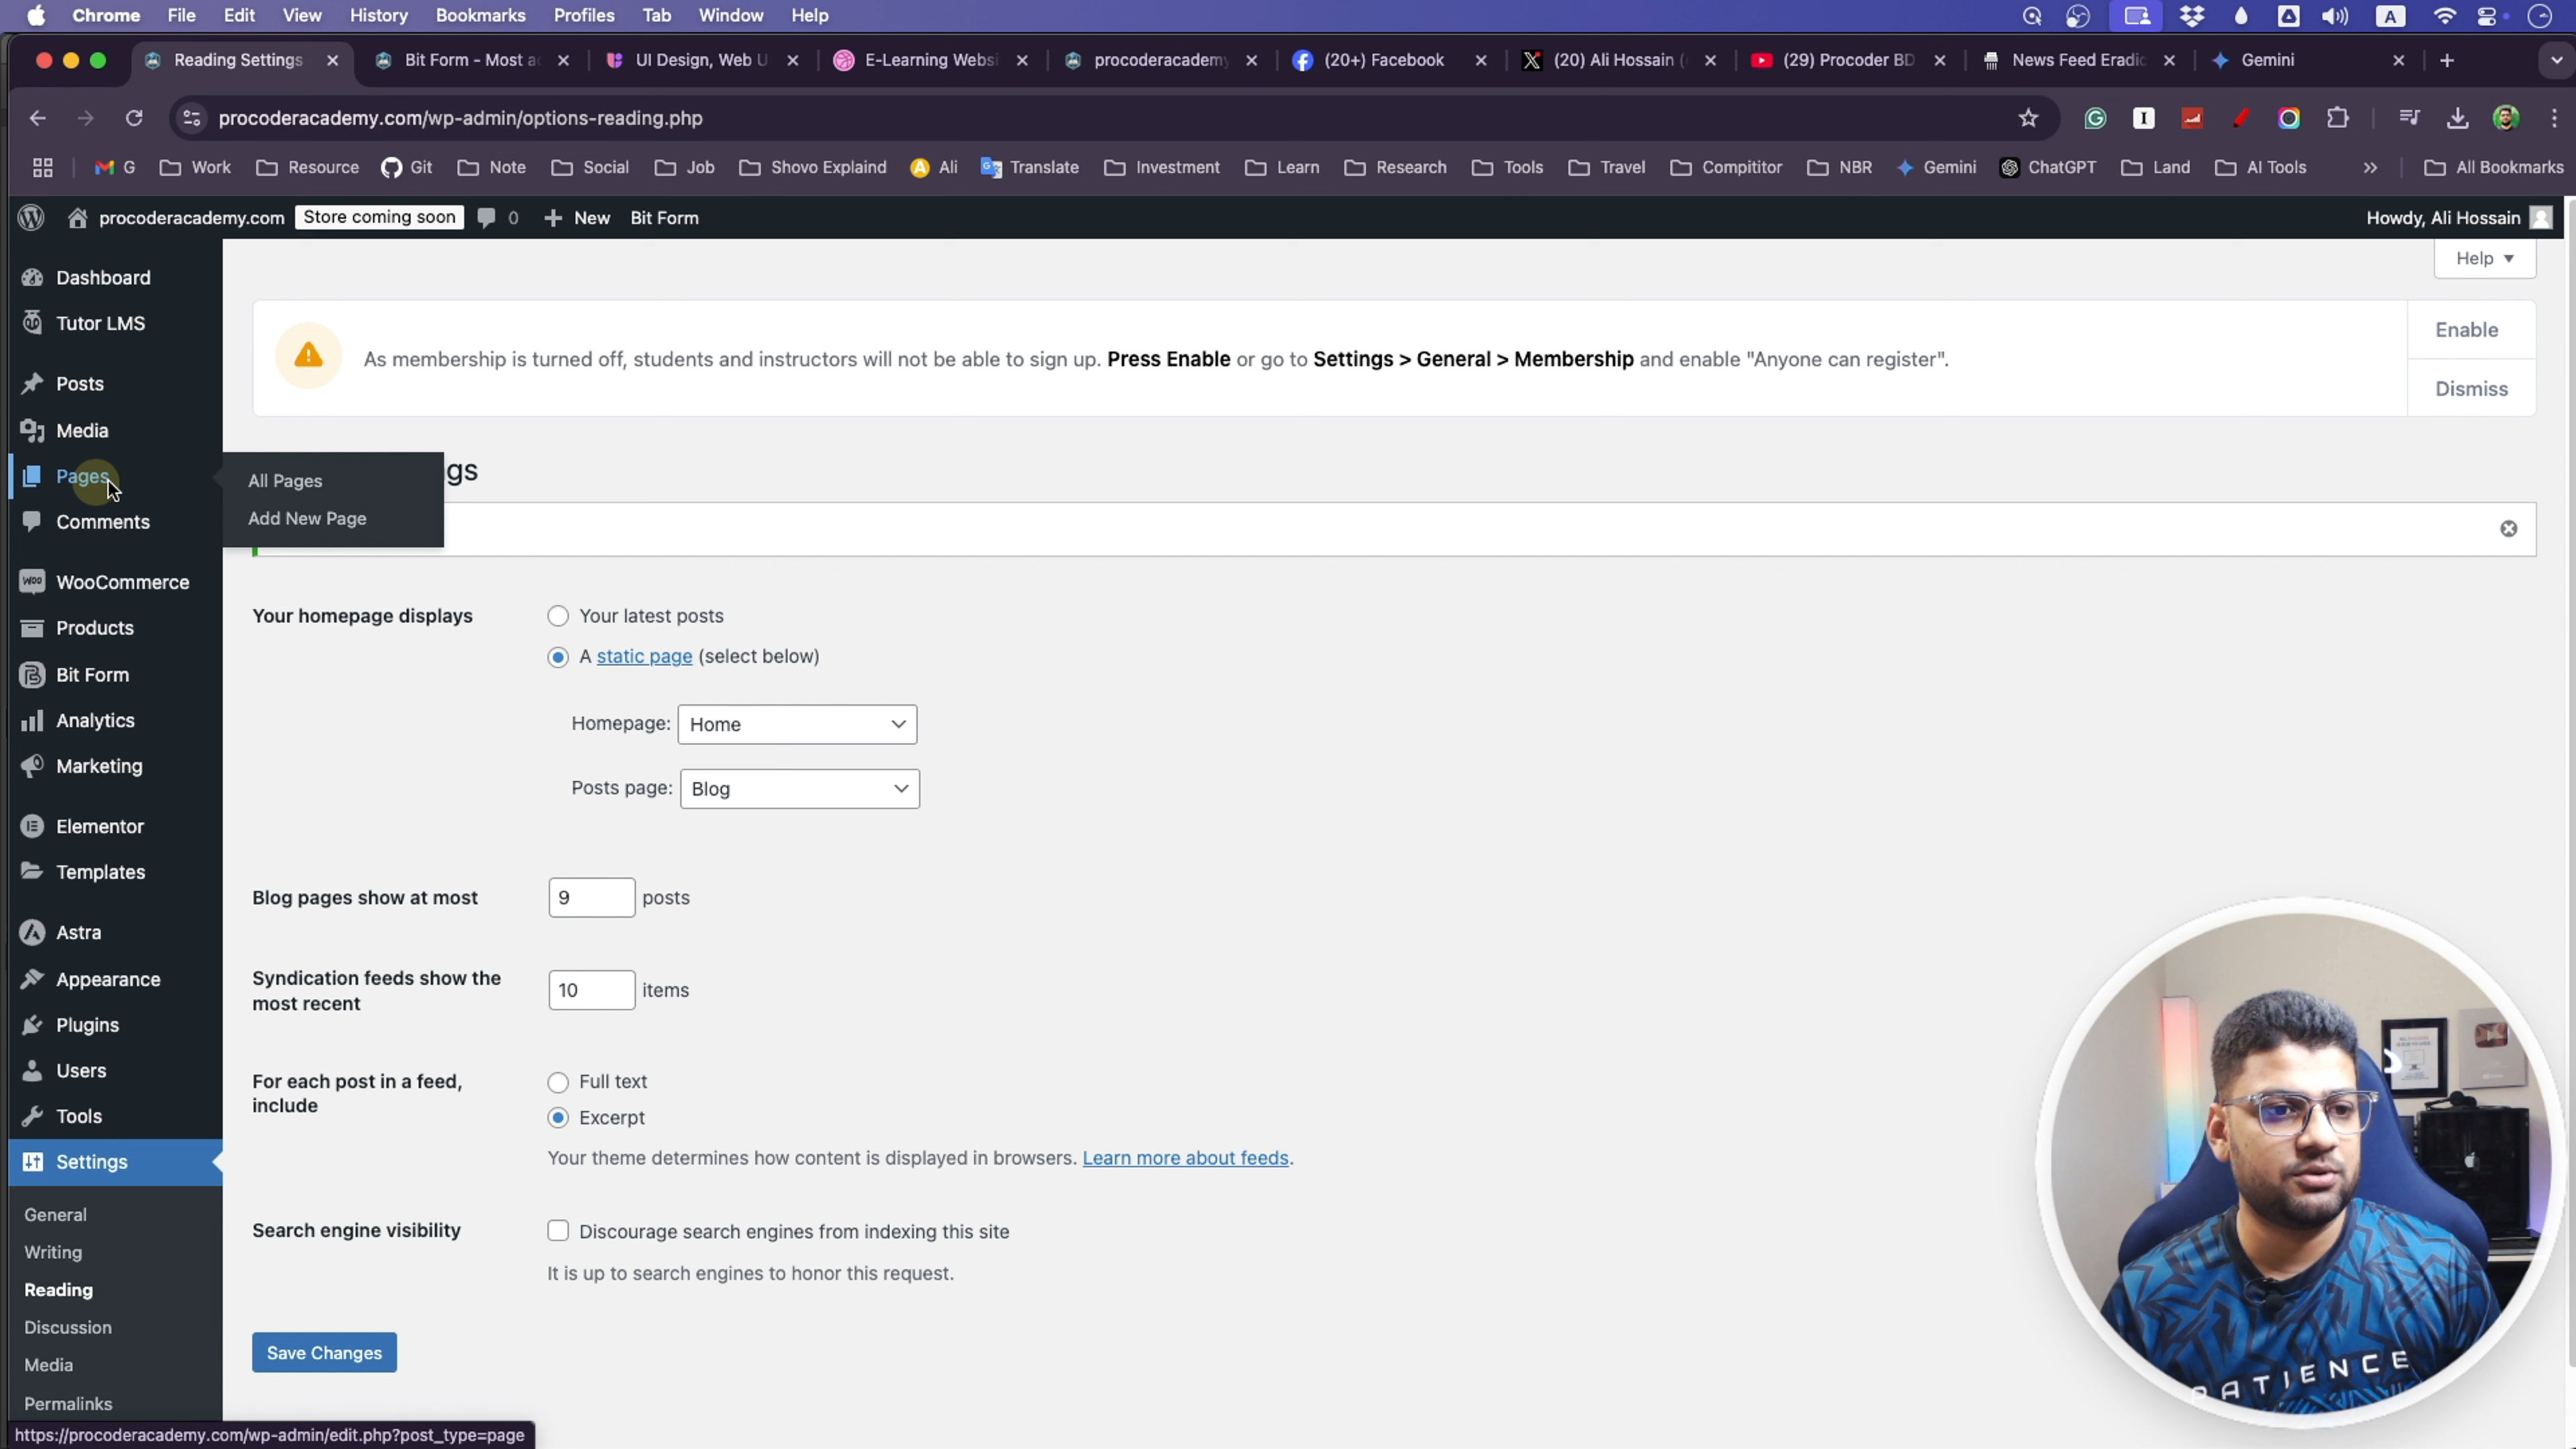 Chrome File Edit View History Bookmarks Profiles Tab Window Help A
Reading Settings Bit Form - Most UI Design, Web U E-Learning Websi procoderacademy (20+) Facebook (20) Ali Hossain ( (29) Procoder BD News Feed Eradic Gemini
procoderacademy.com/wp-admin/options-reading.php
G Work Resource Git Note Social Job Shovo Explaind Ali Translate Investment Learn Research Tools Travel Compititor NBR Gemini ChatGPT Land AI Tools All Bookmarks
procoderacademy.com Store coming soon 0 New Bit Form Howdy, Ali Hossain
Help
Dashboard
Tutor LMS
Posts
Media
Pages
Comments
WooCommerce
Products
Bit Form
Analytics
Marketing
Elementor
Templates
Astra
Appearance
Plugins
Users
Tools
Settings
General
Writing
Reading
Discussion
Media
Permalinks
All Pages
Add New Page
As membership is turned off, students and instructors will not be able to sign up. Press Enable or go to Settings > General > Membership and enable "Anyone can register".
Enable
Dismiss
gs
Your homepage displays
Your latest posts
A static page (select below)
Homepage: Home
Posts page: Blog
Blog pages show at most 9 posts
Syndication feeds show the most recent 10 items
For each post in a feed, include
Full text
Excerpt
Your theme determines how content is displayed in browsers. Learn more about feeds.
Search engine visibility
Discourage search engines from indexing this site
It is up to search engines to honor this request.
Save Changes
PATIENCE
https://procoderacademy.com/wp-admin/edit.php?post_type=page